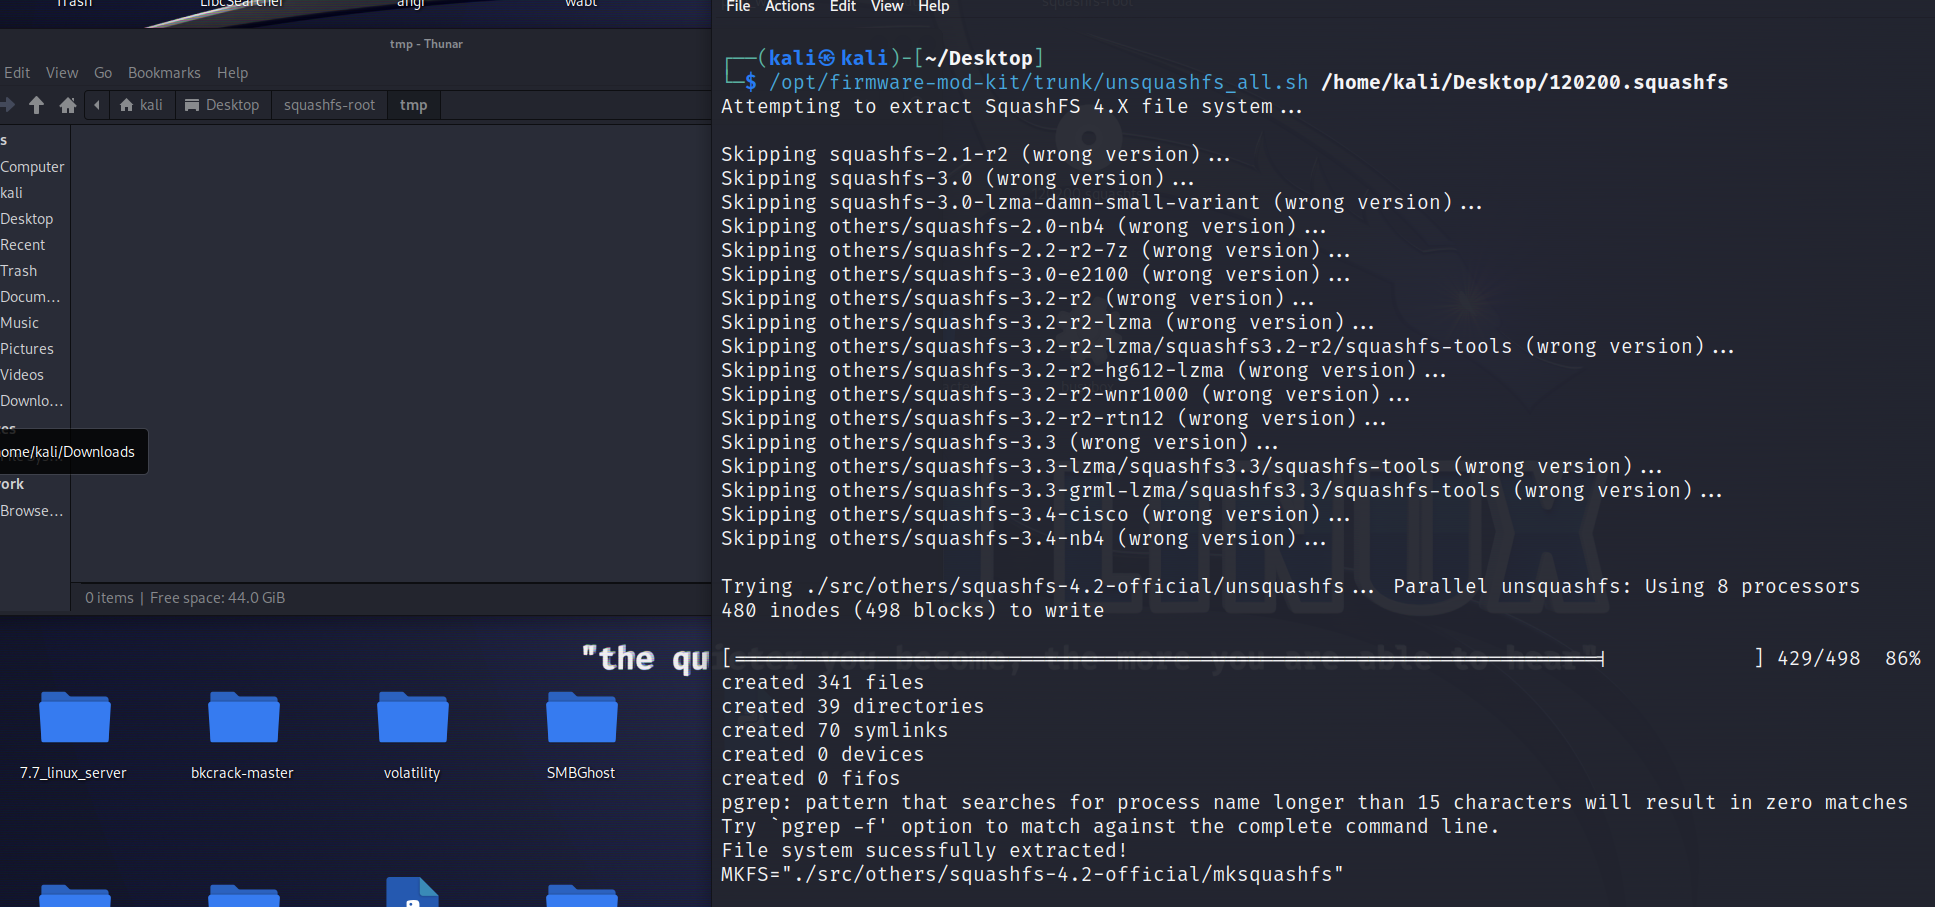 Trash
LibcSearcher
angr
wabt
tmp - Thunar
Edit View Go Bookmarks Help
kali Desktop squashfs-root tmp
s
Computer
kali
Desktop
Recent
Trash
Docum...
Music
Pictures
Videos
Downlo...
es
ome/kali/Downloads
ork
Browse...
0 items | Free space: 44.0 GiB
"the qu
7.7_linux_server
bkcrack-master
volatility
SMBGhost
File Actions Edit View Help
┌──(kali㉿kali)-[~/Desktop]
└─$ /opt/firmware-mod-kit/trunk/unsquashfs_all.sh /home/kali/Desktop/120200.squashfs
Attempting to extract SquashFS 4.X file system...
Skipping squashfs-2.1-r2 (wrong version)...
Skipping squashfs-3.0 (wrong version)...
Skipping squashfs-3.0-lzma-damn-small-variant (wrong version)...
Skipping others/squashfs-2.0-nb4 (wrong version)...
Skipping others/squashfs-2.2-r2-7z (wrong version)...
Skipping others/squashfs-3.0-e2100 (wrong version)...
Skipping others/squashfs-3.2-r2 (wrong version)...
Skipping others/squashfs-3.2-r2-lzma (wrong version)...
Skipping others/squashfs-3.2-r2-lzma/squashfs3.2-r2/squashfs-tools (wrong version)...
Skipping others/squashfs-3.2-r2-hg612-lzma (wrong version)...
Skipping others/squashfs-3.2-r2-wnr1000 (wrong version)...
Skipping others/squashfs-3.2-r2-rtn12 (wrong version)...
Skipping others/squashfs-3.3 (wrong version)...
Skipping others/squashfs-3.3-lzma/squashfs3.3/squashfs-tools (wrong version)...
Skipping others/squashfs-3.3-grml-lzma/squashfs3.3/squashfs-tools (wrong version)...
Skipping others/squashfs-3.4-cisco (wrong version)...
Skipping others/squashfs-3.4-nb4 (wrong version)...
Trying ./src/others/squashfs-4.2-official/unsquashfs... Parallel unsquashfs: Using 8 processors
480 inodes (498 blocks) to write
[=======================================================================|             ] 429/498  86%
created 341 files
created 39 directories
created 70 symlinks
created 0 devices
created 0 fifos
pgrep: pattern that searches for process name longer than 15 characters will result in zero matches
Try `pgrep -f' option to match against the complete command line.
File system sucessfully extracted!
MKFS="./src/others/squashfs-4.2-official/mksquashfs"